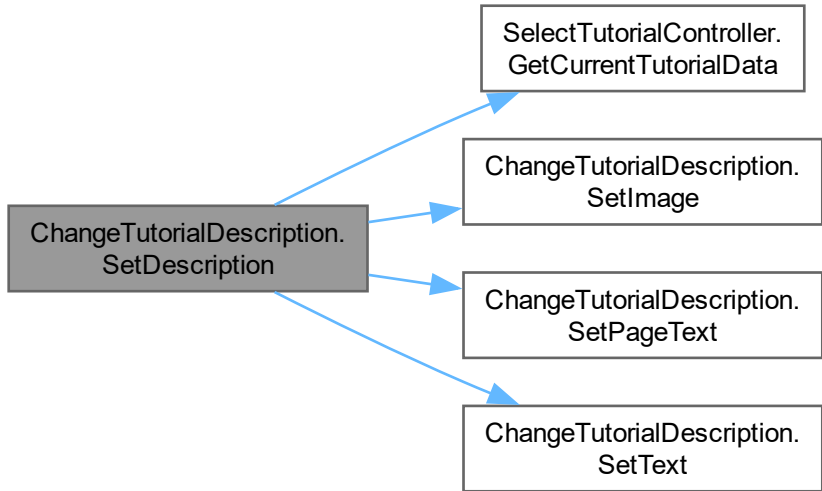 SelectTutorialController.
GetCurrentTutorialData
ChangeTutorialDescription.
SetImage
ChangeTutorialDescription.
SetDescription
ChangeTutorialDescription.
SetPageText
ChangeTutorialDescription.
SetText